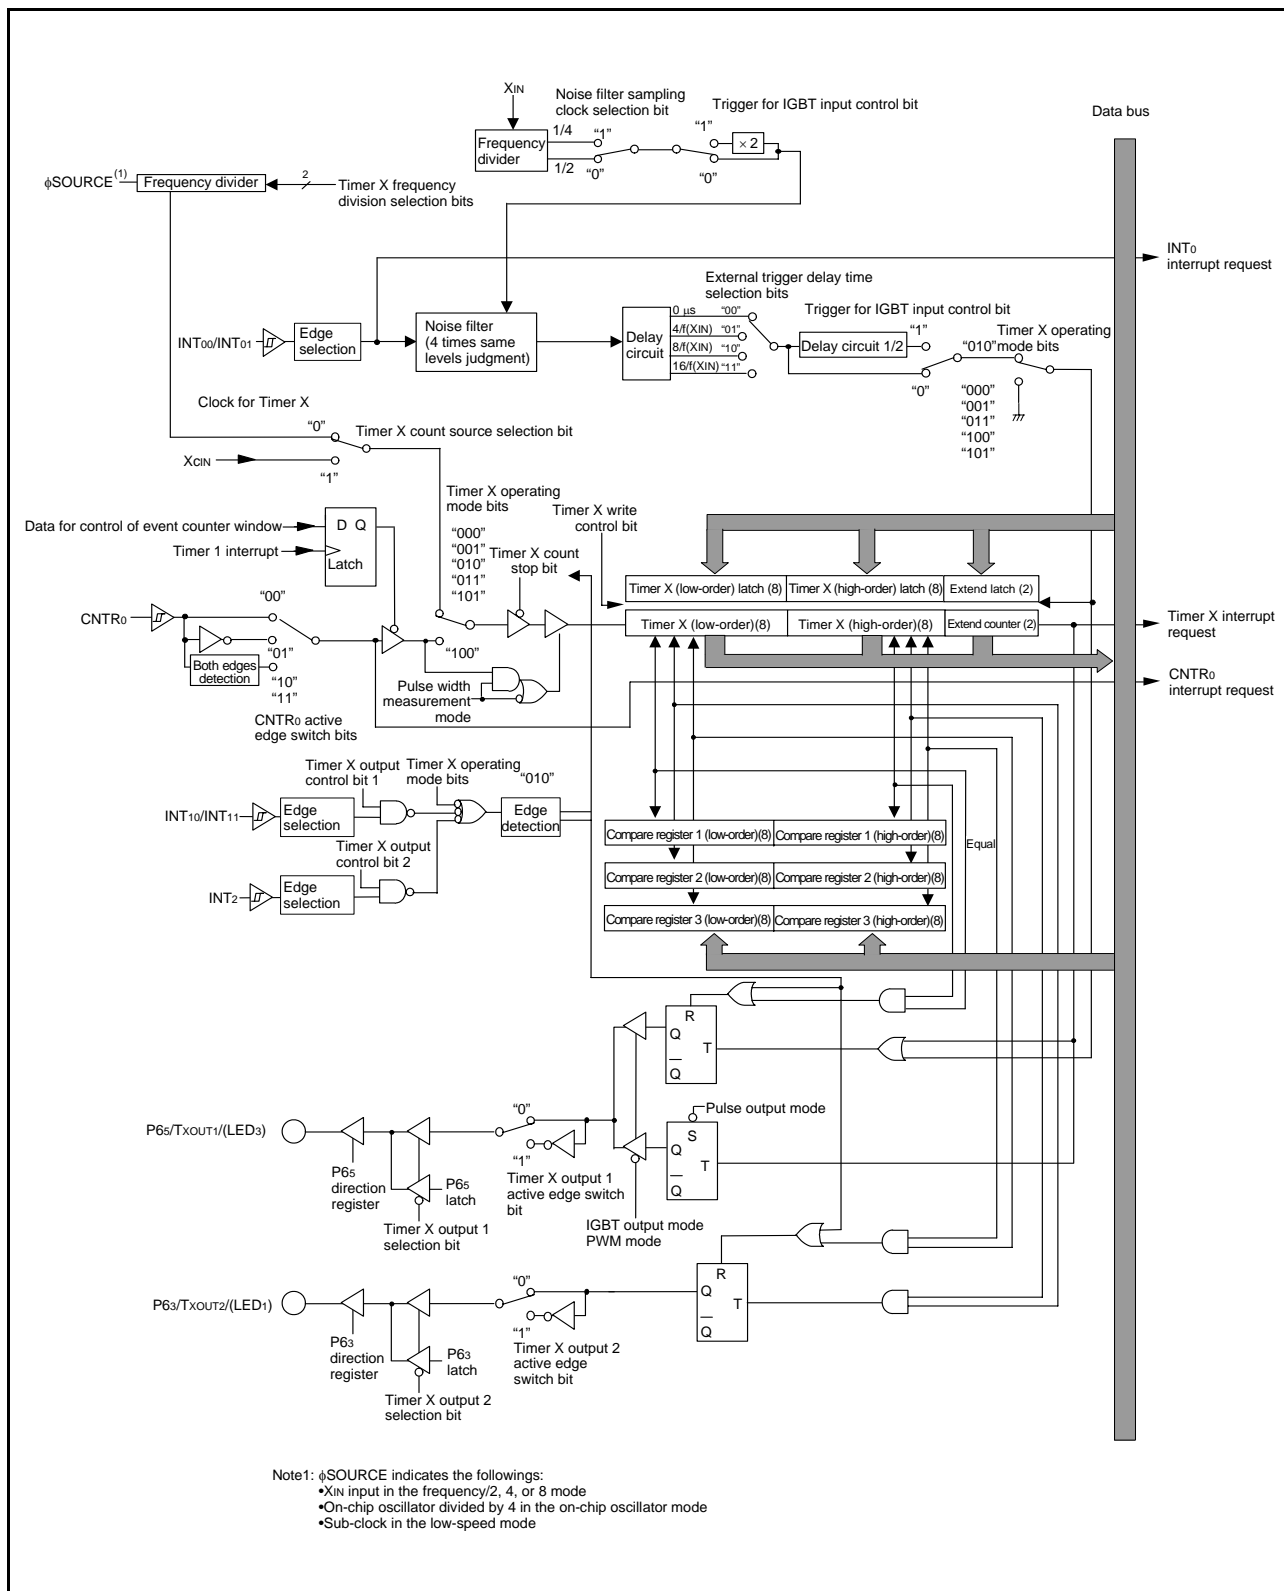 XIN
Noise filter sampling
clock selection bit
Trigger for IGBT input control bit
Data bus
1/4
"1"
"1"
Frequency
divider
× 2
1/2
"0"
"0"
ϕSOURCE(1)
Frequency divider
2
Timer X frequency
division selection bits
INT0
interrupt request
External trigger delay time
selection bits
Trigger for IGBT input control bit
INT00/INT01
Edge
selection
Noise filter
(4 times same
levels judgment)
Delay
circuit
0 µs "00"
4/f(XIN) "01"
8/f(XIN) "10"
16/f(XIN) "11"
Delay circuit 1/2
"1"
"0"
Timer X operating
mode bits
"010"
"000"
"001"
"011"
"100"
"101"
Clock for Timer X
"0"
Timer X count source selection bit
XCIN
"1"
Timer X operating
mode bits
"000"
"001"
"010"
"011"
"101"
Timer X write
control bit
Data for control of event counter window
D Q
Timer 1 interrupt
Latch
Timer X count
stop bit
Timer X (low-order) latch (8)
Timer X (high-order) latch (8)
Extend latch (2)
CNTR0
"00"
"01"
Both edges
detection
"10"
"11"
CNTR0 active
edge switch bits
"100"
Pulse width
measurement
mode
Timer X (low-order)(8)
Timer X (high-order)(8)
Extend counter (2)
Timer X interrupt
request
CNTR0
interrupt request
Timer X output
control bit 1
Timer X operating
mode bits
"010"
INT10/INT11
Edge
selection
Edge
detection
Timer X output
control bit 2
INT2
Edge
selection
Compare register 1 (low-order)(8)
Compare register 1 (high-order)(8)
Equal
Compare register 2 (low-order)(8)
Compare register 2 (high-order)(8)
Compare register 3 (low-order)(8)
Compare register 3 (high-order)(8)
R
Q
T
Q
Pulse output mode
S
Q
T
Q
P65/TXOUT1/(LED3)
"0"
"1"
Timer X output 1
active edge switch
bit
P65
direction
register
P65
latch
Timer X output 1
selection bit
IGBT output mode
PWM mode
R
Q
T
Q
P63/TXOUT2/(LED1)
"0"
"1"
Timer X output 2
active edge
switch bit
P63
direction
register
P63
latch
Timer X output 2
selection bit
Note1: ϕSOURCE indicates the followings:
•XIN input in the frequency/2, 4, or 8 mode
•On-chip oscillator divided by 4 in the on-chip oscillator mode
•Sub-clock in the low-speed mode